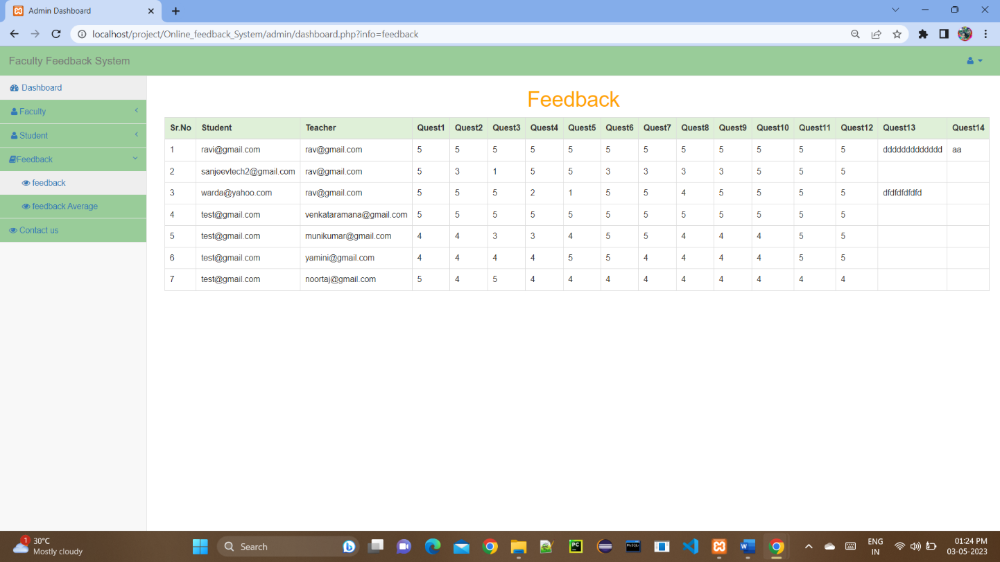 Admin Dashboard
localhost/project/Online_feedback_System/admin/dashboard.php?info=feedback
Faculty Feedback System
Dashboard
Faculty
Student
Feedback
feedback
feedback Average
Contact us
Feedback
Sr.No Student Teacher Quest1 Quest2 Quest3 Quest4 Quest5 Quest6 Quest7 Quest8 Quest9 Quest10 Quest11 Quest12 Quest13 Quest14
1 ravi@gmail.com rav@gmail.com 5 5 5 5 5 5 5 5 5 5 5 5 ddddddddddddd aa
2 sanjeevtech2@gmail.com rav@gmail.com 5 3 1 5 5 3 3 3 3 5 5 5
3 warda@yahoo.com rav@gmail.com 5 5 5 2 1 5 5 4 5 5 5 5 dfdfdfdfdfd
4 test@gmail.com venkataramana@gmail.com 5 5 5 5 5 5 5 5 5 5 5 5
5 test@gmail.com munikumar@gmail.com 4 4 3 3 4 5 5 4 4 4 5 5
6 test@gmail.com yamini@gmail.com 4 4 4 4 5 5 4 4 4 4 5 5
7 test@gmail.com noortaj@gmail.com 5 4 5 4 4 4 4 4 4 4 4 4
1
30°C
Mostly cloudy
Search
PC
MySQL
W
ENG
IN
01:24 PM
03-05-2023